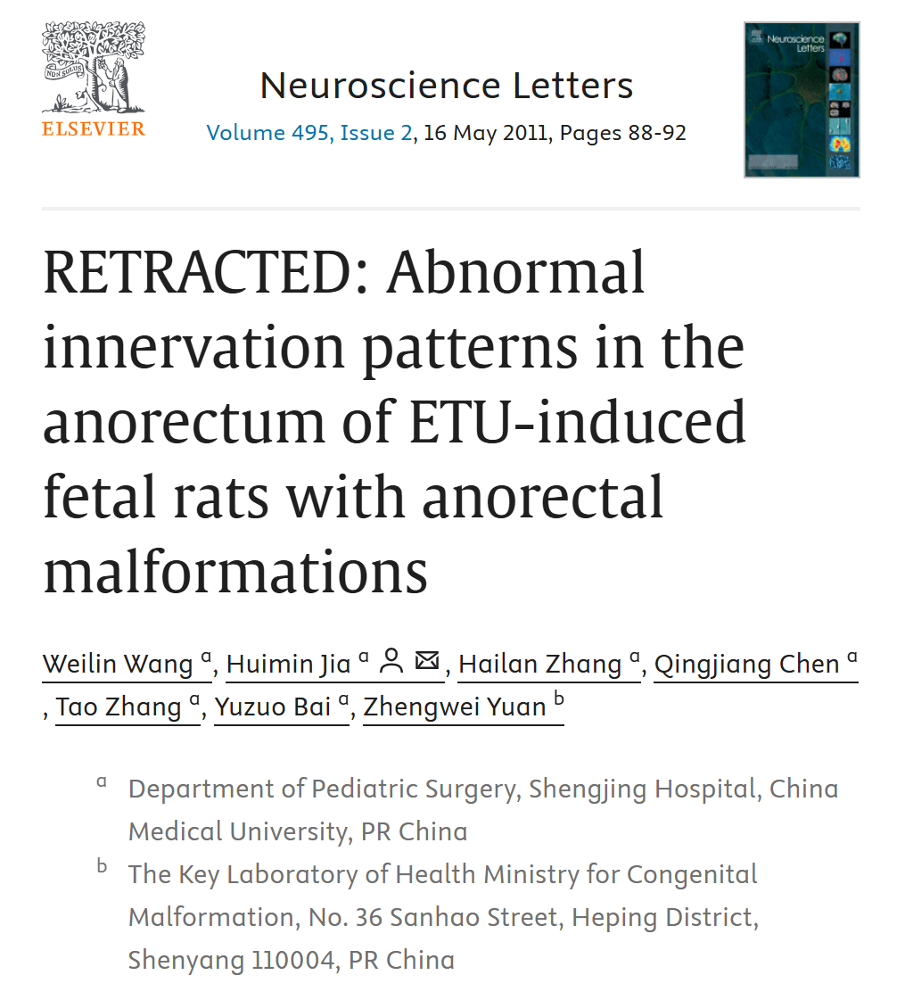 NON SOLUS
ELSEVIER
Neuroscience Letters
Volume 495, Issue 2, 16 May 2011, Pages 88-92
Neuroscience
Letters
RETRACTED: Abnormal
innervation patterns in the
anorectum of ETU-induced
fetal rats with anorectal
malformations
Weilin Wang a, Huimin Jia a , Hailan Zhang a, Qingjiang Chen a
, Tao Zhang a, Yuzuo Bai a, Zhengwei Yuan b
a Department of Pediatric Surgery, Shengjing Hospital, China
Medical University, PR China
b The Key Laboratory of Health Ministry for Congenital
Malformation, No. 36 Sanhao Street, Heping District,
Shenyang 110004, PR China